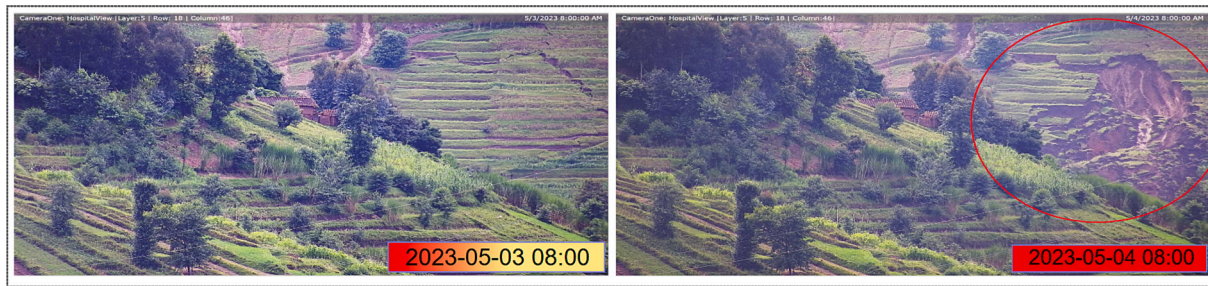 CameraOne: HospitalView |Layer:5 | Row: 18 | Column:46|
5/3/2023 8:00:00 AM
2023-05-03 08:00
CameraOne: HospitalView |Layer:5 | Row: 18 | Column:46|
5/4/2023 8:00:00 AM
2023-05-04 08:00